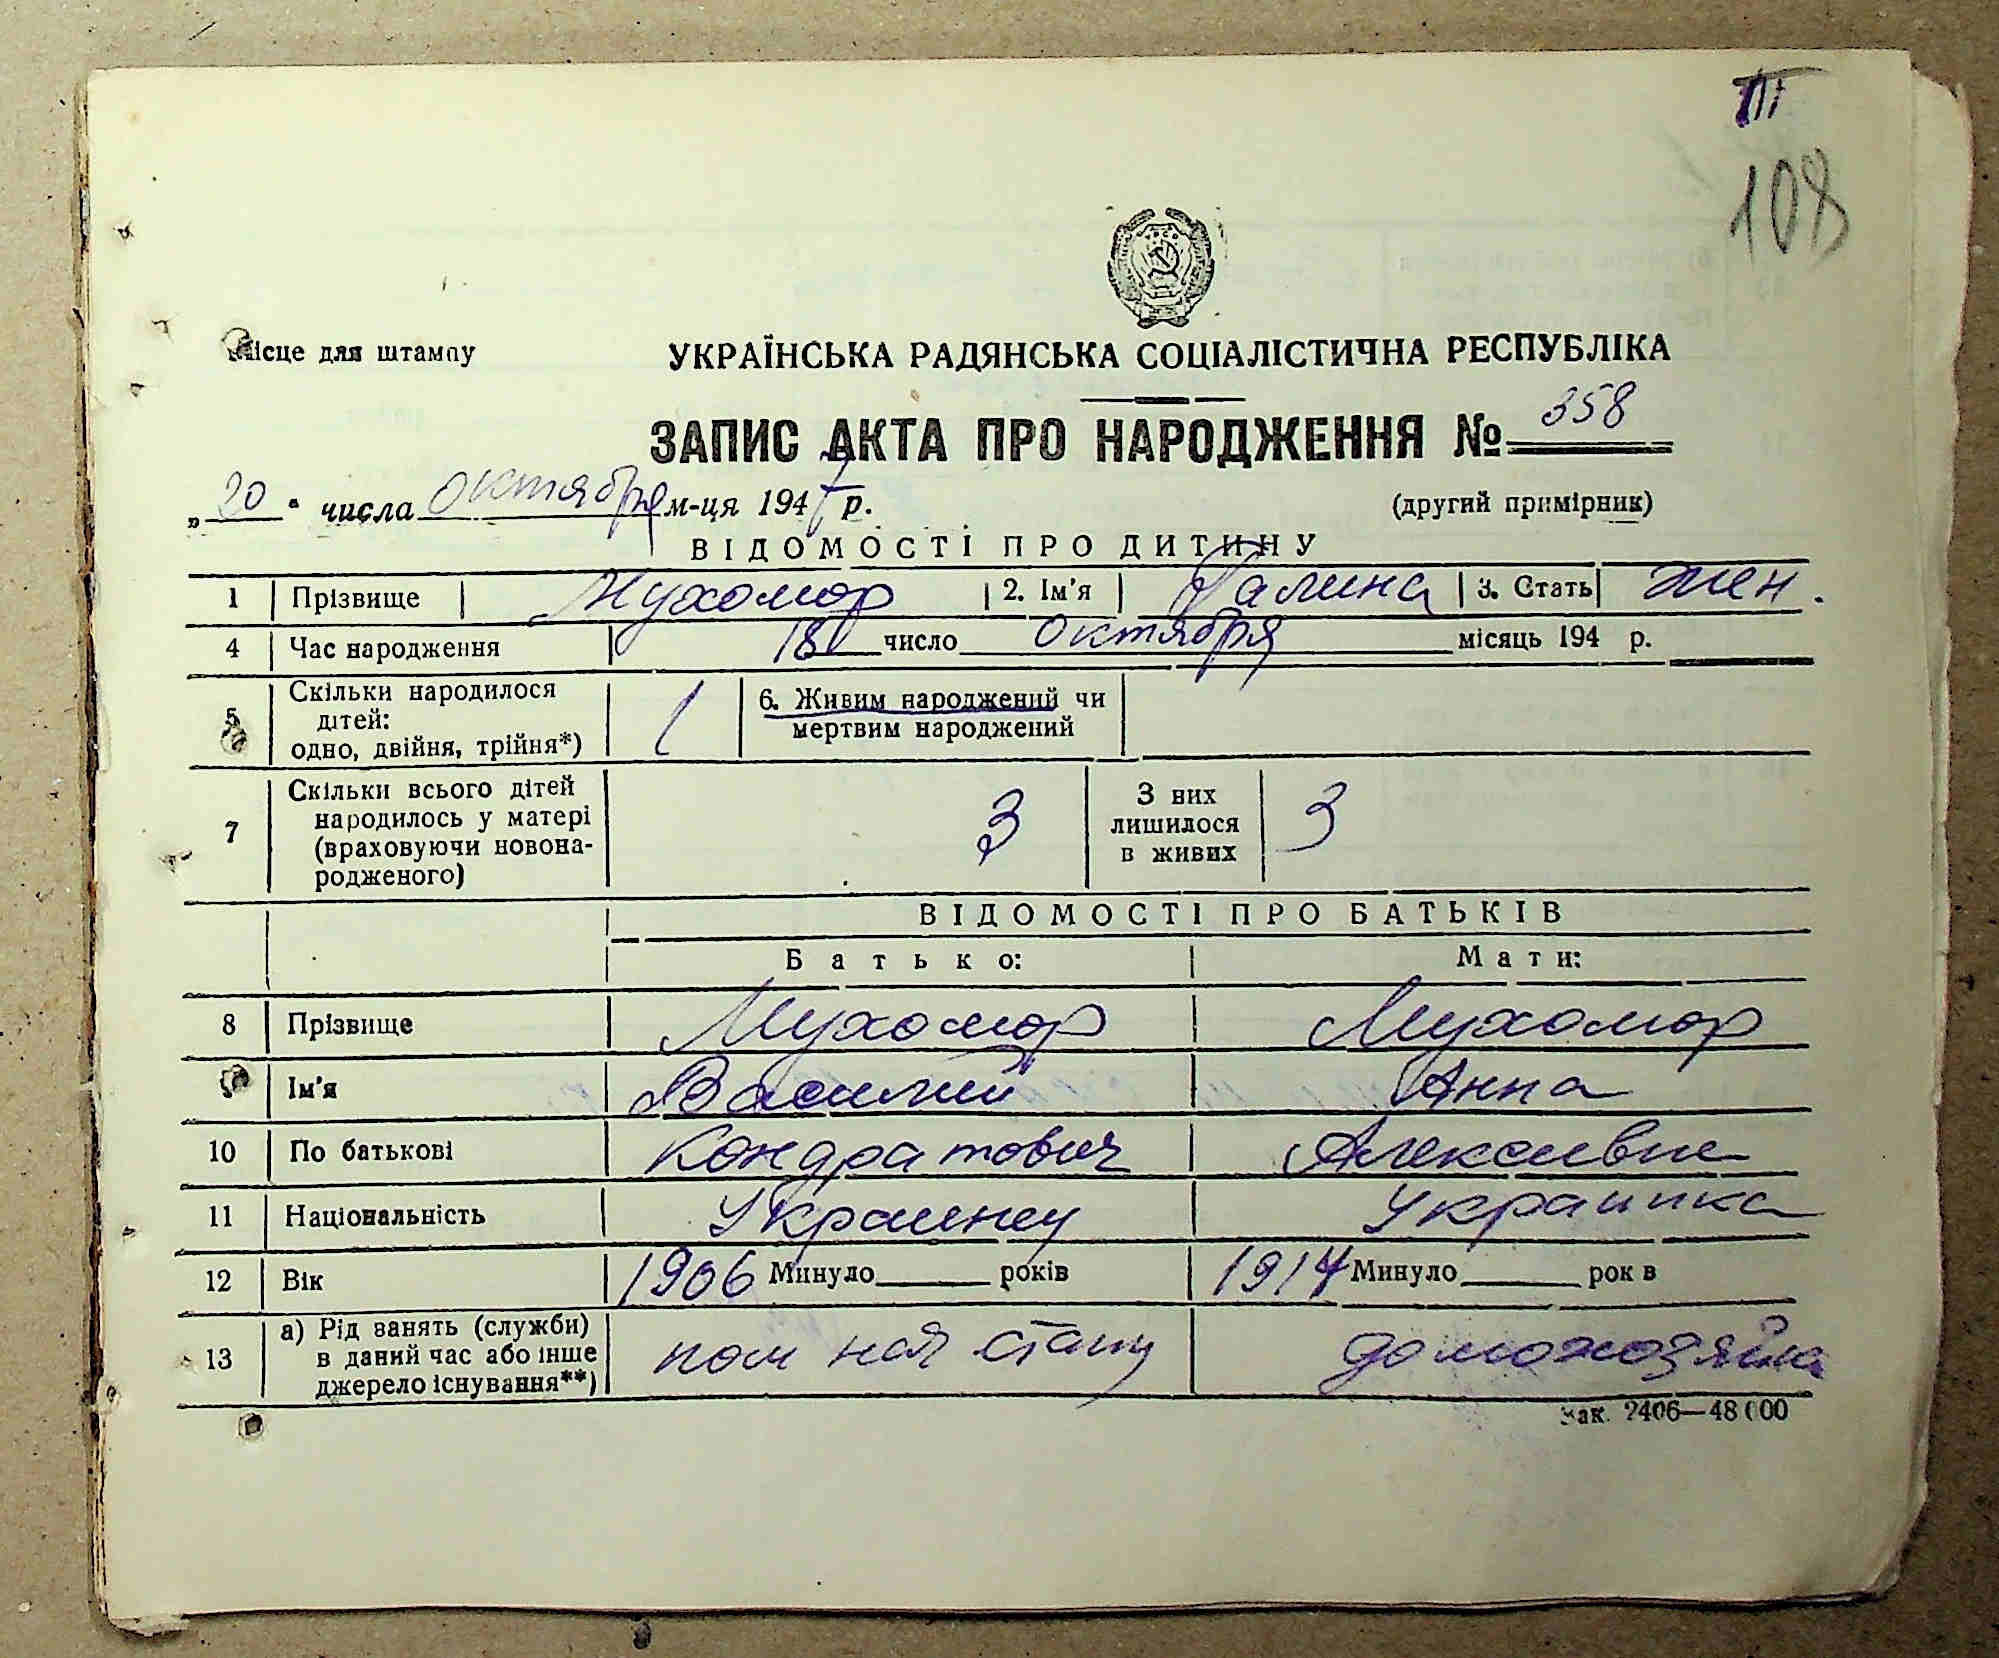 III
108
Місце для штампу
УКРАЇНСЬКА РАДЯНСЬКА СОЦІАЛІСТИЧНА РЕСПУБЛІКА
ЗАПИС АКТА ПРО НАРОДЖЕННЯ № 358
„20“ числа октября м-ця 1947 р. (другий примірник)
ВІДОМОСТІ ПРО ДИТИНУ
1 Прізвище Мухомор 2. Ім'я Галина 3. Стать жен.
4 Час народження 18 число октября місяць 194 р.
5 Скільки народилося дітей: одно, двійня, трійня*) 1 6. Живим народжений чи мертвим народжений
7 Скільки всього дітей народилось у матері (враховуючи новонародженого) 3 З них лишилося в живих 3
ВІДОМОСТІ ПРО БАТЬКІВ
Батько: Мати:
8 Прізвище Мухомор Мухомор
9 Ім'я Василий Анна
10 По батькові Кондратович Алексеевна
11 Національність Украинец Украинка
12 Вік 1906 Минуло років 1914 Минуло рок в
13 а) Рід занять (служби) в даний час або інше джерело існування**) пом нач станц домохозяйка
Зак. 2406—48 000